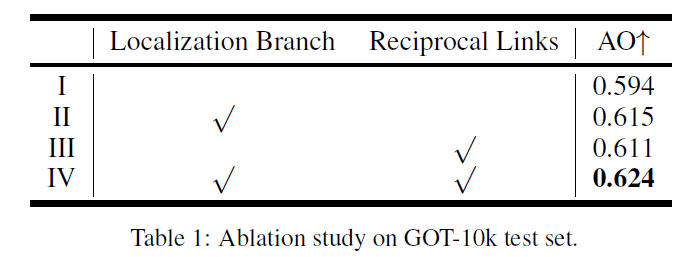 Localization Branch Reciprocal Links AO↑
I 0.594
II √ 0.615
III √ 0.611
IV √ √ 0.624
Table 1: Ablation study on GOT-10k test set.